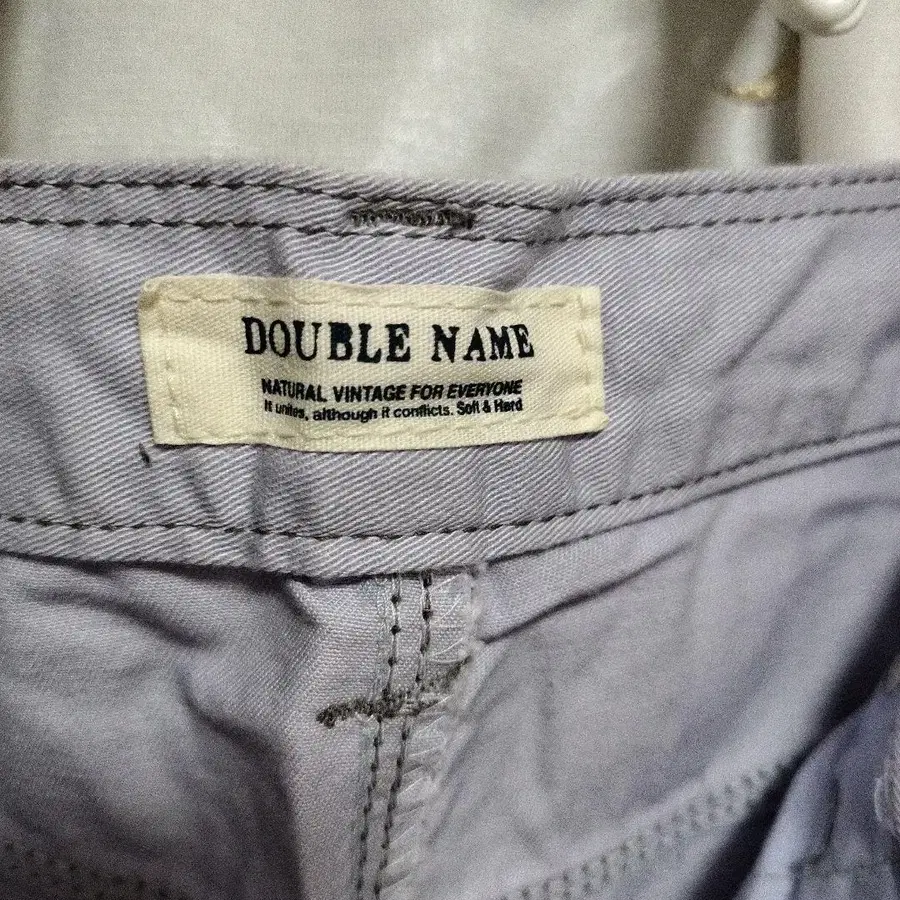 DOUBLE NAME
NATURAL VINTAGE FOR EVERYONE
It unites, although it conflicts. Soft & Hard